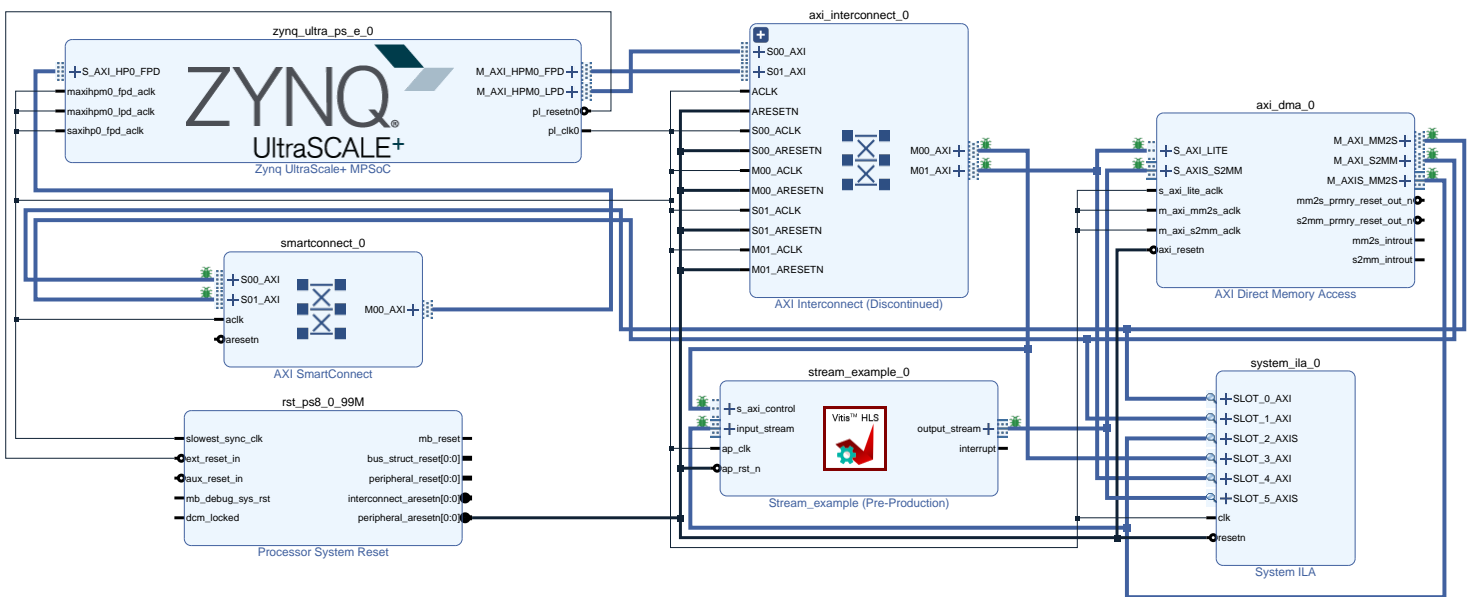 zynq_ultra_ps_e_0
S_AXI_HP0_FPD
maxihpm0_fpd_aclk
maxihpm0_lpd_aclk
saxihp0_fpd_aclk
ZYNQ®
UltraSCALE+
M_AXI_HPM0_FPD
M_AXI_HPM0_LPD
pl_resetn0
pl_clk0
Zynq UltraScale+ MPSoC
axi_interconnect_0
S00_AXI
S01_AXI
ACLK
ARESETN
S00_ACLK
S00_ARESETN
M00_ACLK
M00_ARESETN
S01_ACLK
S01_ARESETN
M01_ACLK
M01_ARESETN
M00_AXI
M01_AXI
AXI Interconnect (Discontinued)
axi_dma_0
S_AXI_LITE
S_AXIS_S2MM
s_axi_lite_aclk
m_axi_mm2s_aclk
m_axi_s2mm_aclk
axi_resetn
M_AXI_MM2S
M_AXI_S2MM
M_AXIS_MM2S
mm2s_prmry_reset_out_n
s2mm_prmry_reset_out_n
mm2s_introut
s2mm_introut
AXI Direct Memory Access
smartconnect_0
S00_AXI
S01_AXI
aclk
aresetn
M00_AXI
AXI SmartConnect
rst_ps8_0_99M
slowest_sync_clk
ext_reset_in
aux_reset_in
mb_debug_sys_rst
dcm_locked
mb_reset
bus_struct_reset[0:0]
peripheral_reset[0:0]
interconnect_aresetn[0:0]
peripheral_aresetn[0:0]
Processor System Reset
stream_example_0
s_axi_control
input_stream
ap_clk
ap_rst_n
Vitis™ HLS
output_stream
interrupt
Stream_example (Pre-Production)
system_ila_0
SLOT_0_AXI
SLOT_1_AXI
SLOT_2_AXIS
SLOT_3_AXI
SLOT_4_AXI
SLOT_5_AXIS
clk
resetn
System ILA